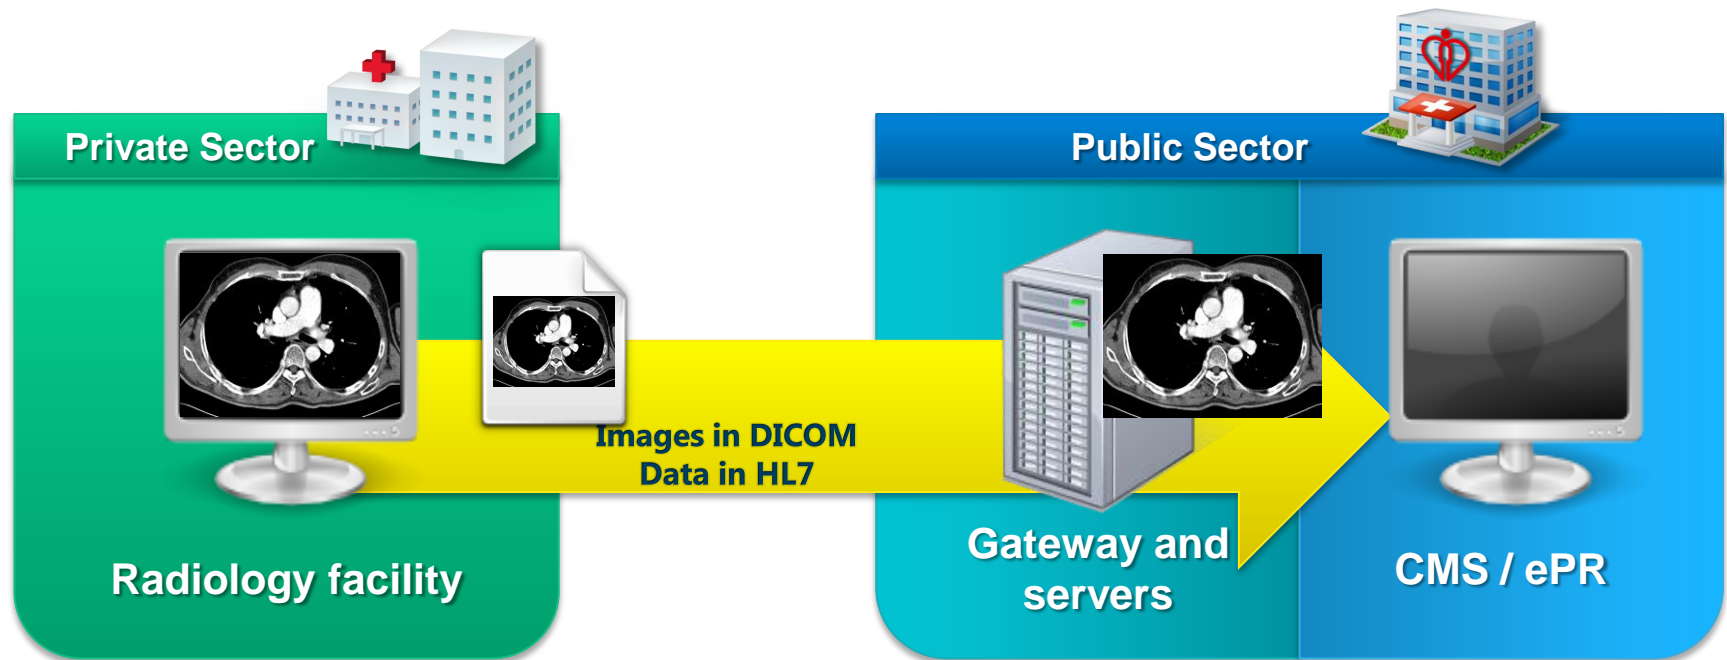 Private Sector
Public Sector
Images in DICOM
Data in HL7
Radiology facility
Gateway and
servers
CMS / ePR